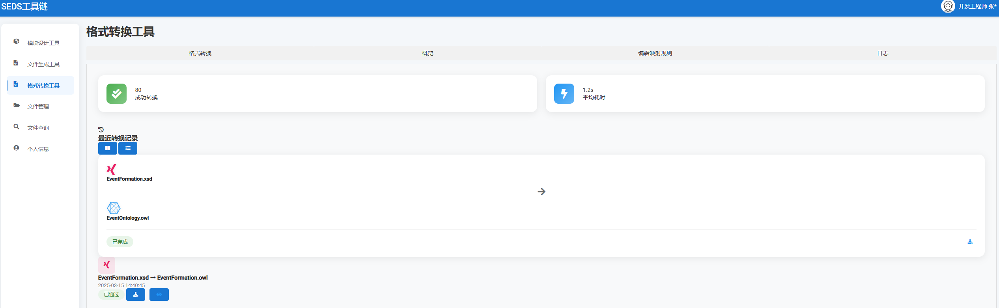 SEDS工具链
开发工程师 张*
模块设计工具
文件生成工具
格式转换工具
文件管理
文件查询
个人信息
格式转换工具
格式转换
概览
编辑映射规则
日志
80
成功转换
1.2s
平均耗时
最近转换记录
EventFormation.xsd
EventOntology.owl
已完成
EventFormation.xsd → EventFormation.owl
2025-03-15 14:40:45
已通过